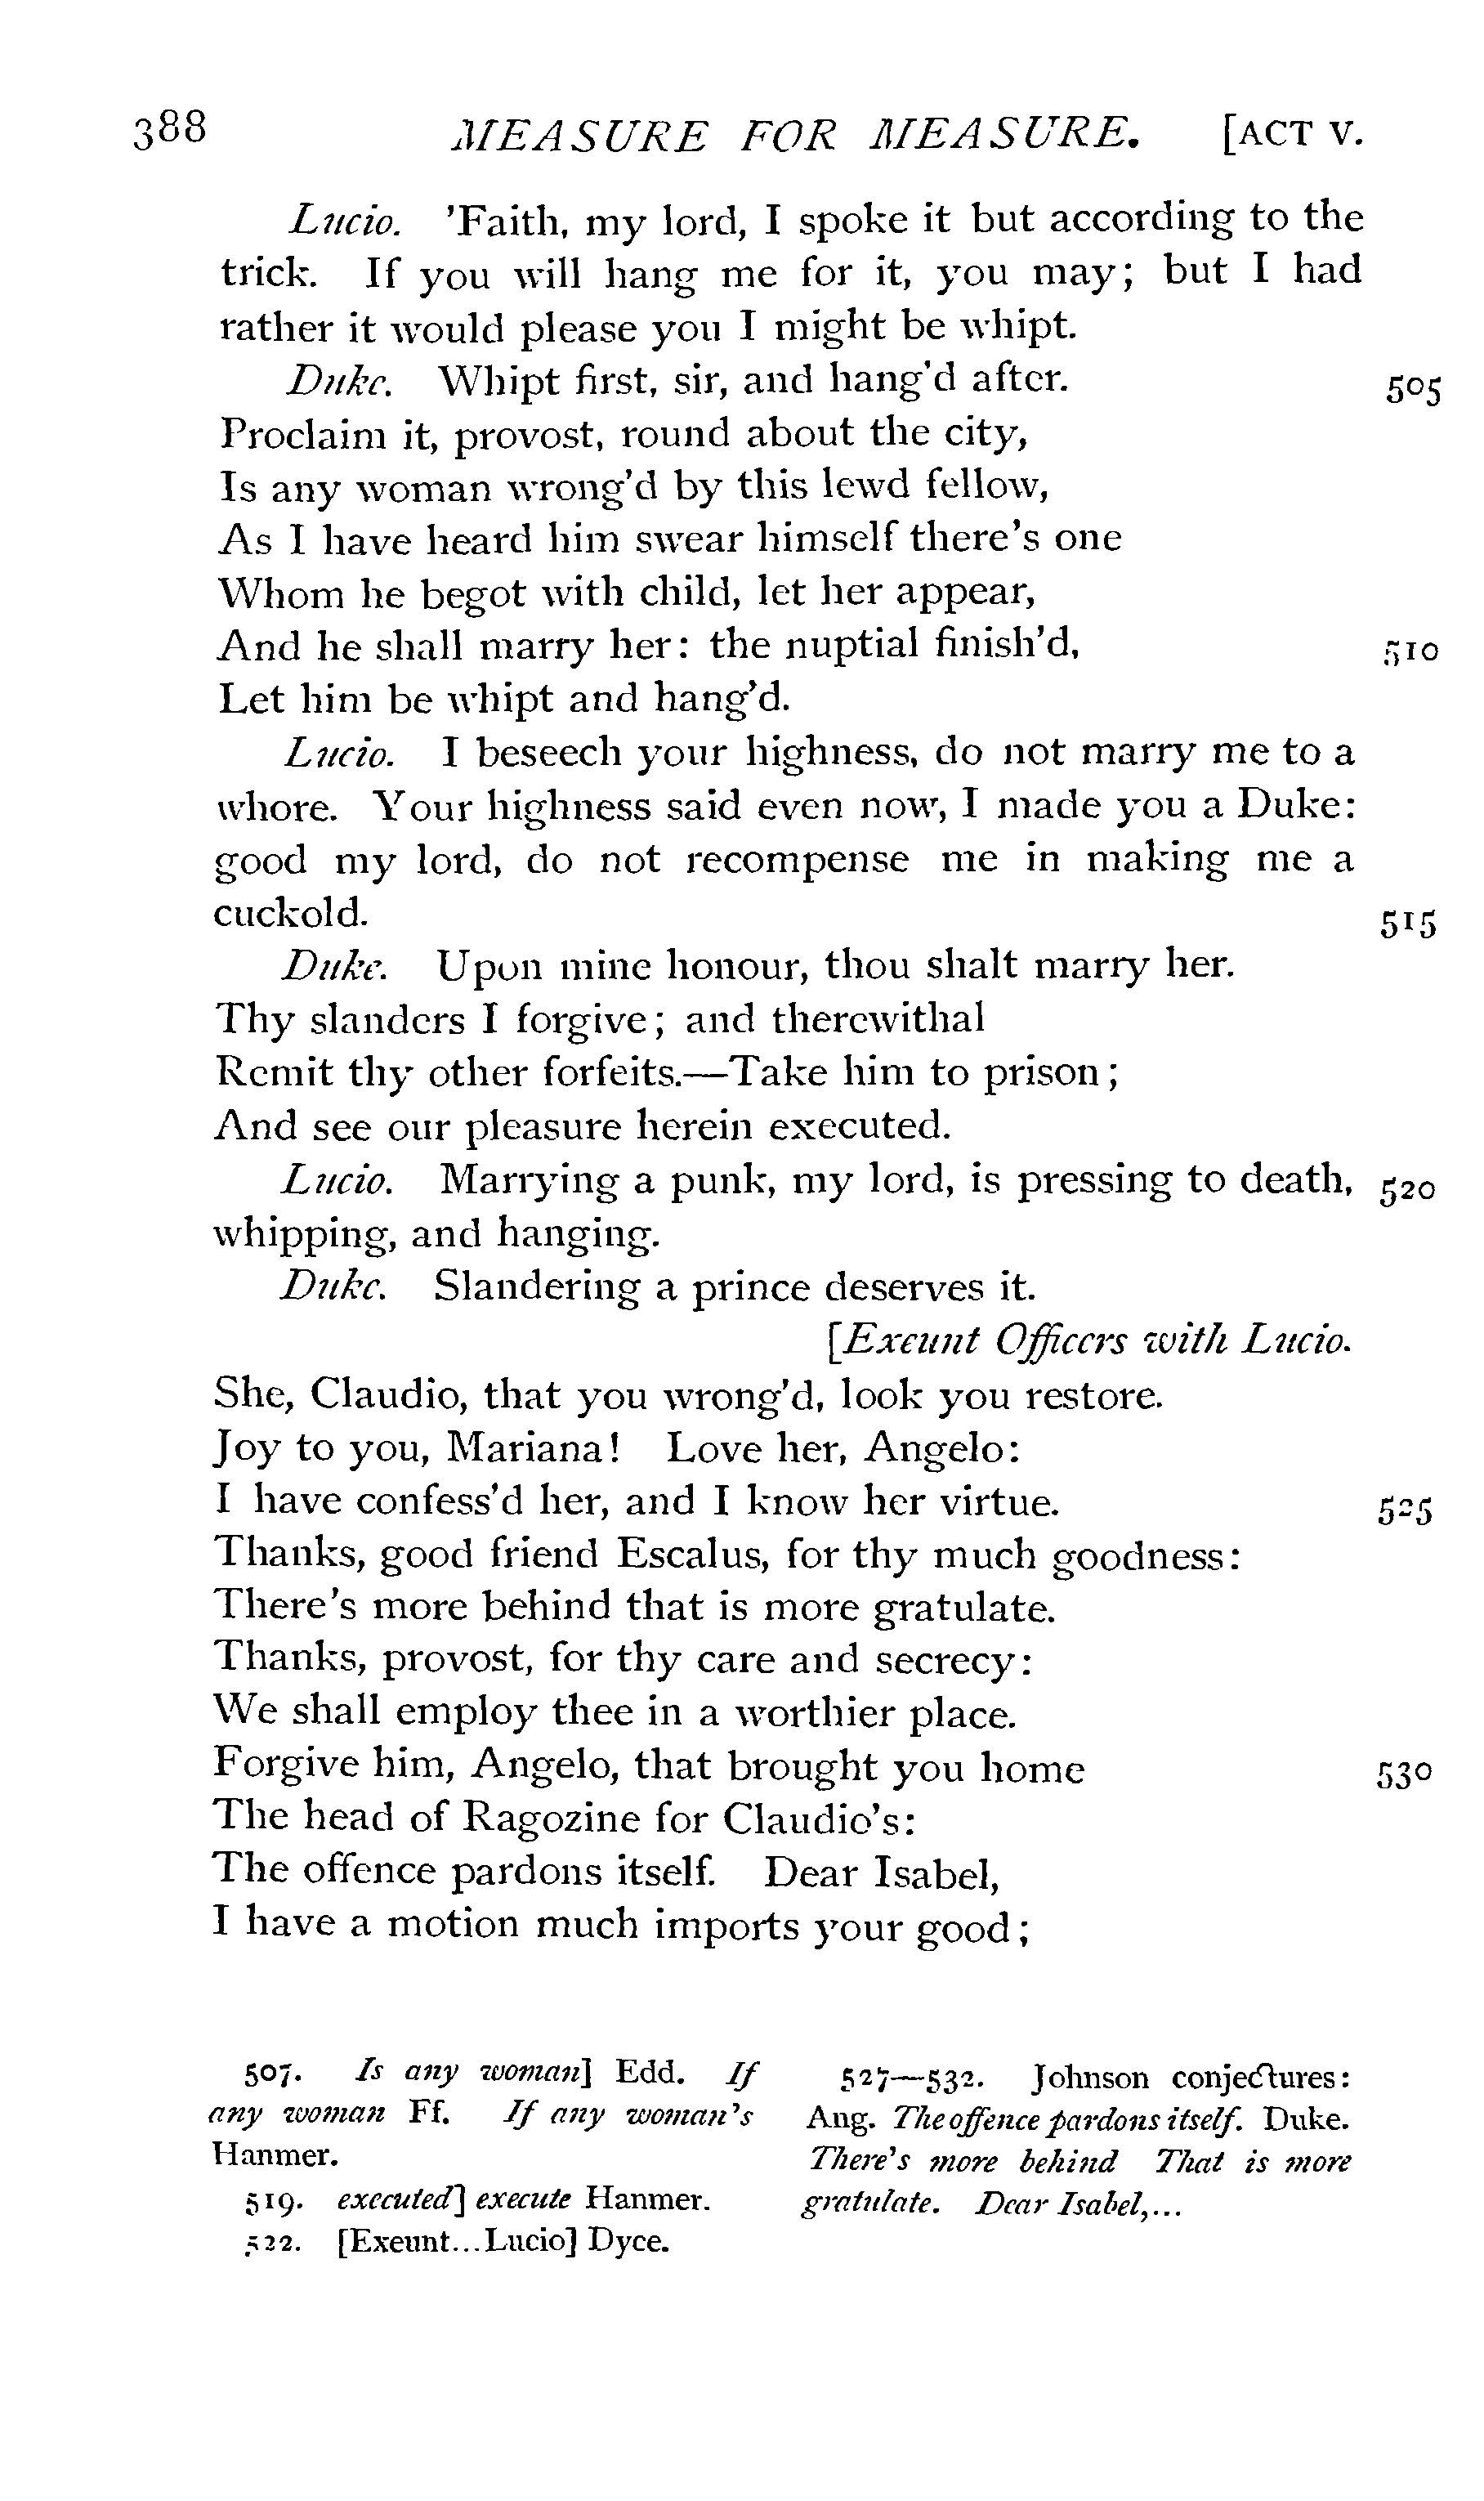 388 MEASURE FOR MEASURE. [ACT V.
Lucio. 'Faith, my lord, I spoke it but according to the
trick. If you will hang me for it, you may; but I had
rather it would please you I might be whipt.
Duke. Whipt first, sir, and hang'd after. 505
Proclaim it, provost, round about the city,
Is any woman wrong'd by this lewd fellow,
As I have heard him swear himself there's one
Whom he begot with child, let her appear,
And he shall marry her: the nuptial finish'd, 510
Let him be whipt and hang'd.
Lucio. I beseech your highness, do not marry me to a
whore. Your highness said even now, I made you a Duke:
good my lord, do not recompense me in making me a
cuckold. 515
Duke. Upon mine honour, thou shalt marry her.
Thy slanders I forgive; and therewithal
Remit thy other forfeits.—Take him to prison;
And see our pleasure herein executed.
Lucio. Marrying a punk, my lord, is pressing to death, 520
whipping, and hanging.
Duke. Slandering a prince deserves it.
[Exeunt Officers with Lucio.
She, Claudio, that you wrong'd, look you restore.
Joy to you, Mariana! Love her, Angelo:
I have confess'd her, and I know her virtue. 525
Thanks, good friend Escalus, for thy much goodness:
There's more behind that is more gratulate.
Thanks, provost, for thy care and secrecy:
We shall employ thee in a worthier place.
Forgive him, Angelo, that brought you home 530
The head of Ragozine for Claudio's:
The offence pardons itself. Dear Isabel,
I have a motion much imports your good;
507. Is any woman] Edd. If
any woman Ff. If any woman's
Hanmer.
519. executed] execute Hanmer.
522. [Exeunt...Lucio] Dyce.
527—532. Johnson conjectures:
Ang. The offence pardons itself. Duke.
There's more behind That is more
gratulate. Dear Isabel,...